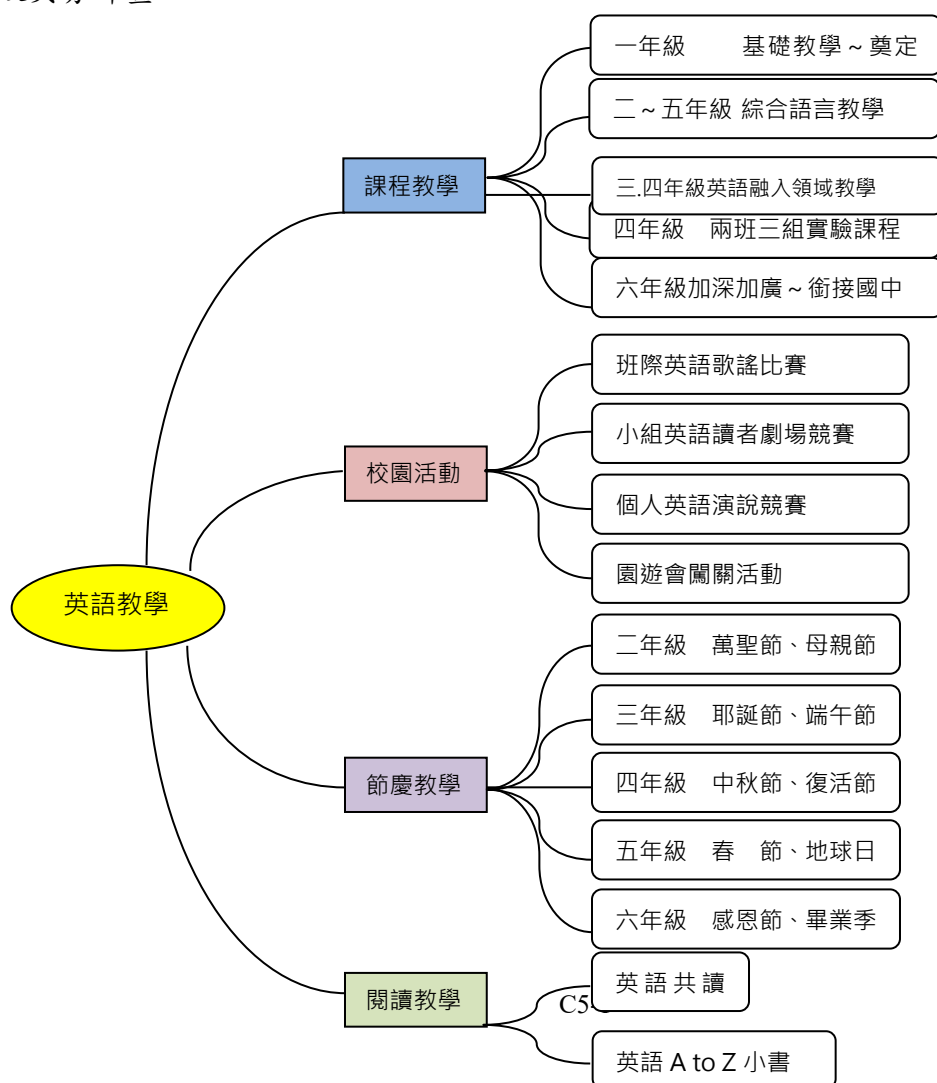 一年級 基礎教學～奠定
二～五年級 綜合語言教學
課程教學
三.四年級英語融入領域教學
四年級 兩班三組實驗課程
六年級加深加廣～銜接國中
班際英語歌謠比賽
小組英語讀者劇場競賽
校園活動
個人英語演說競賽
園遊會闖關活動
英語教學
二年級 萬聖節、母親節
三年級 耶誕節、端午節
節慶教學
四年級 中秋節、復活節
五年級 春 節、地球日
六年級 感恩節、畢業季
英語共讀
閱讀教學
C5-
英語 A to Z 小書